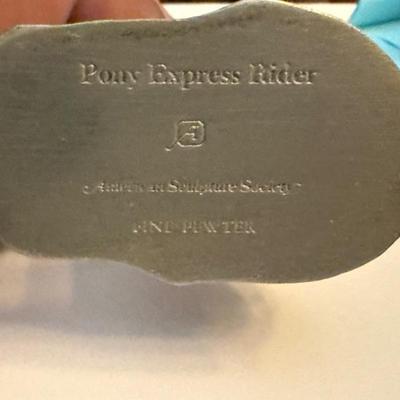 Pony Express Rider
A
American Sculpture Society
FINE PEWTER